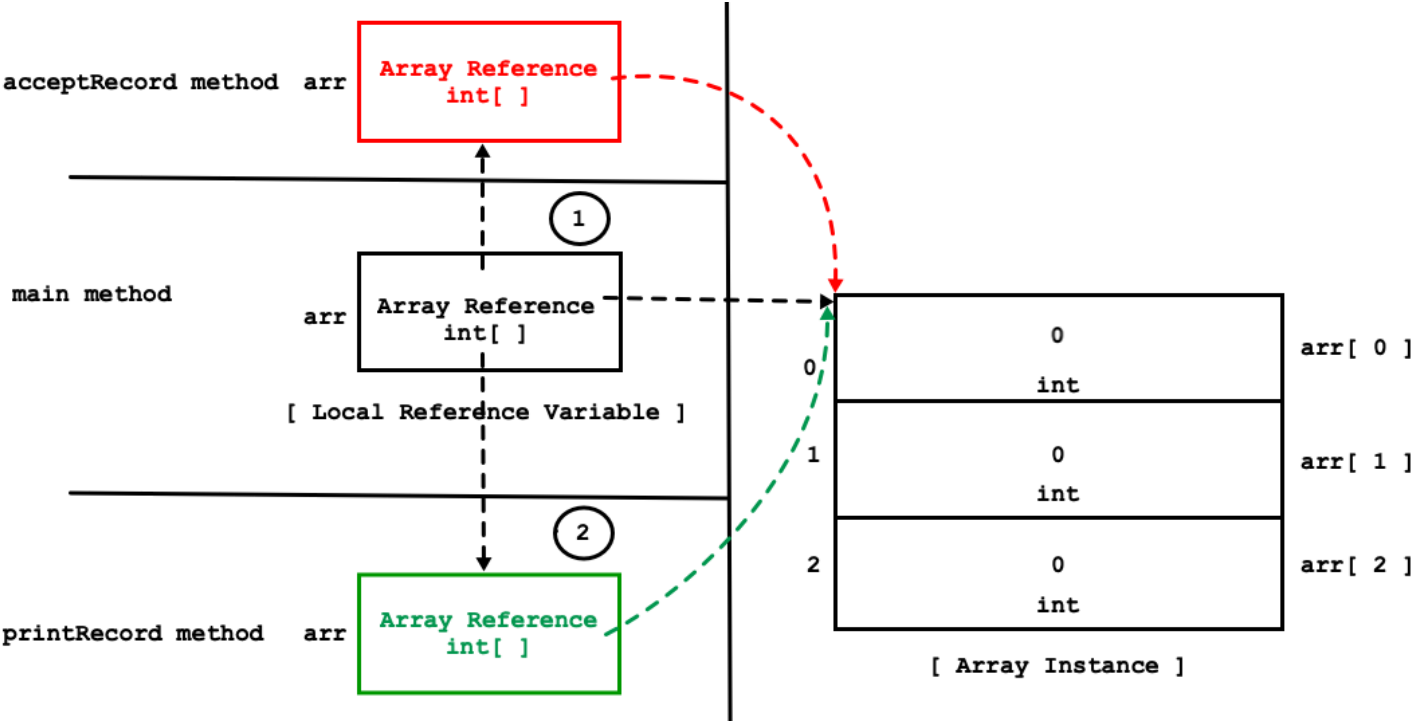 acceptRecord method arr
Array Reference
int[ ]
1
main method
arr
Array Reference
int[ ]
[ Local Reference Variable ]
2
printRecord method arr
Array Reference
int[ ]
0
0
int
arr[ 0 ]
1
0
int
arr[ 1 ]
2
0
int
arr[ 2 ]
[ Array Instance ]